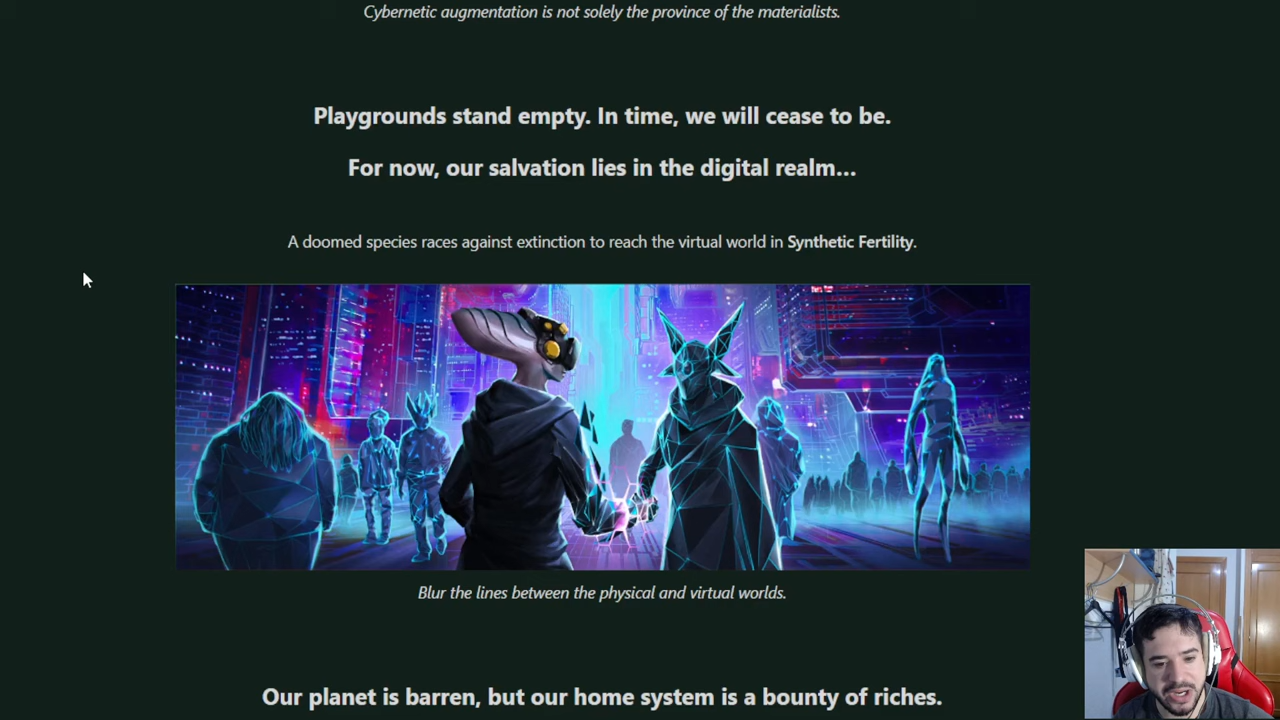 Cybernetic augmentation is not solely the province of the materialists.
Playgrounds stand empty. In time, we will cease to be.
For now, our salvation lies in the digital realm...
A doomed species races against extinction to reach the virtual world in Synthetic Fertility.
Blur the lines between the physical and virtual worlds.
Our planet is barren, but our home system is a bounty of riches.